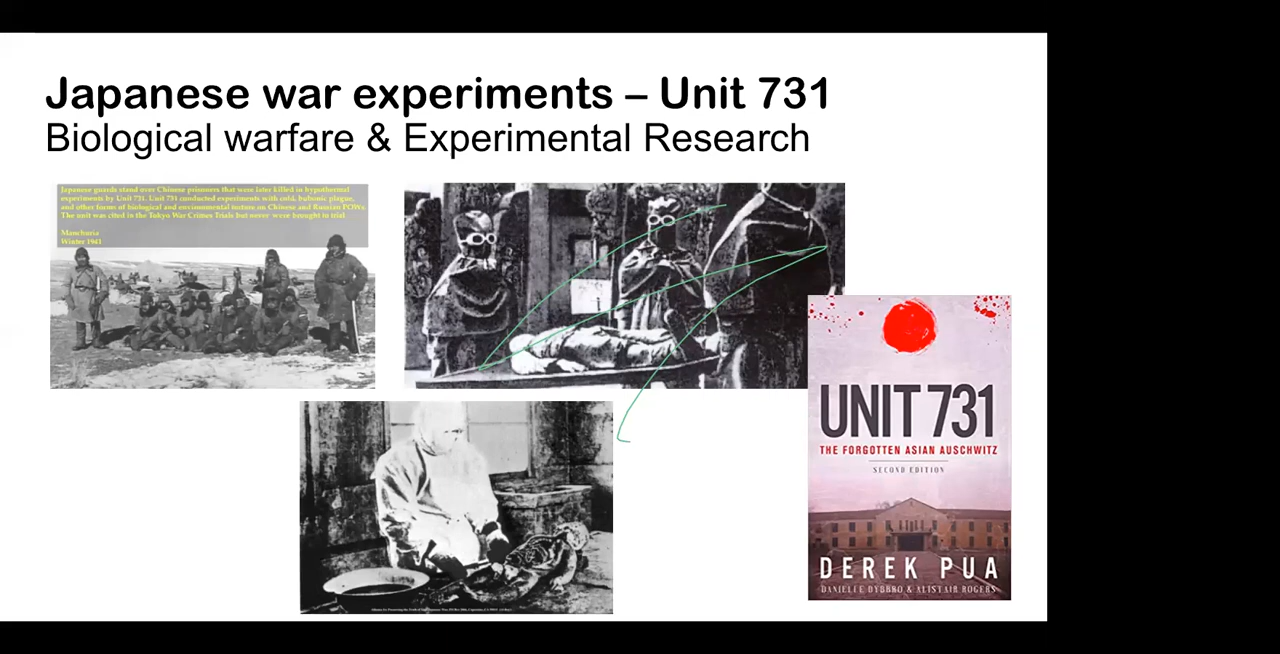 Japanese war experiments – Unit 731
Biological warfare & Experimental Research
Japanese guards stand over Chinese prisoners that were later killed in hypothermal
experiments by Unit 731. Unit 731 conducted experiments with cold, bubonic plague,
and other forms of biological and environmental torture on Chinese and Russian POWs.
The unit was cited in the Tokyo War Crimes Trials but never were brought to trial
Manchuria
Winter 1941
UNIT 731
THE FORGOTTEN ASIAN AUSCHWITZ
SECOND EDITION
DEREK PUA
DANIELLE DYBBRO & ALISTAIR ROGERS